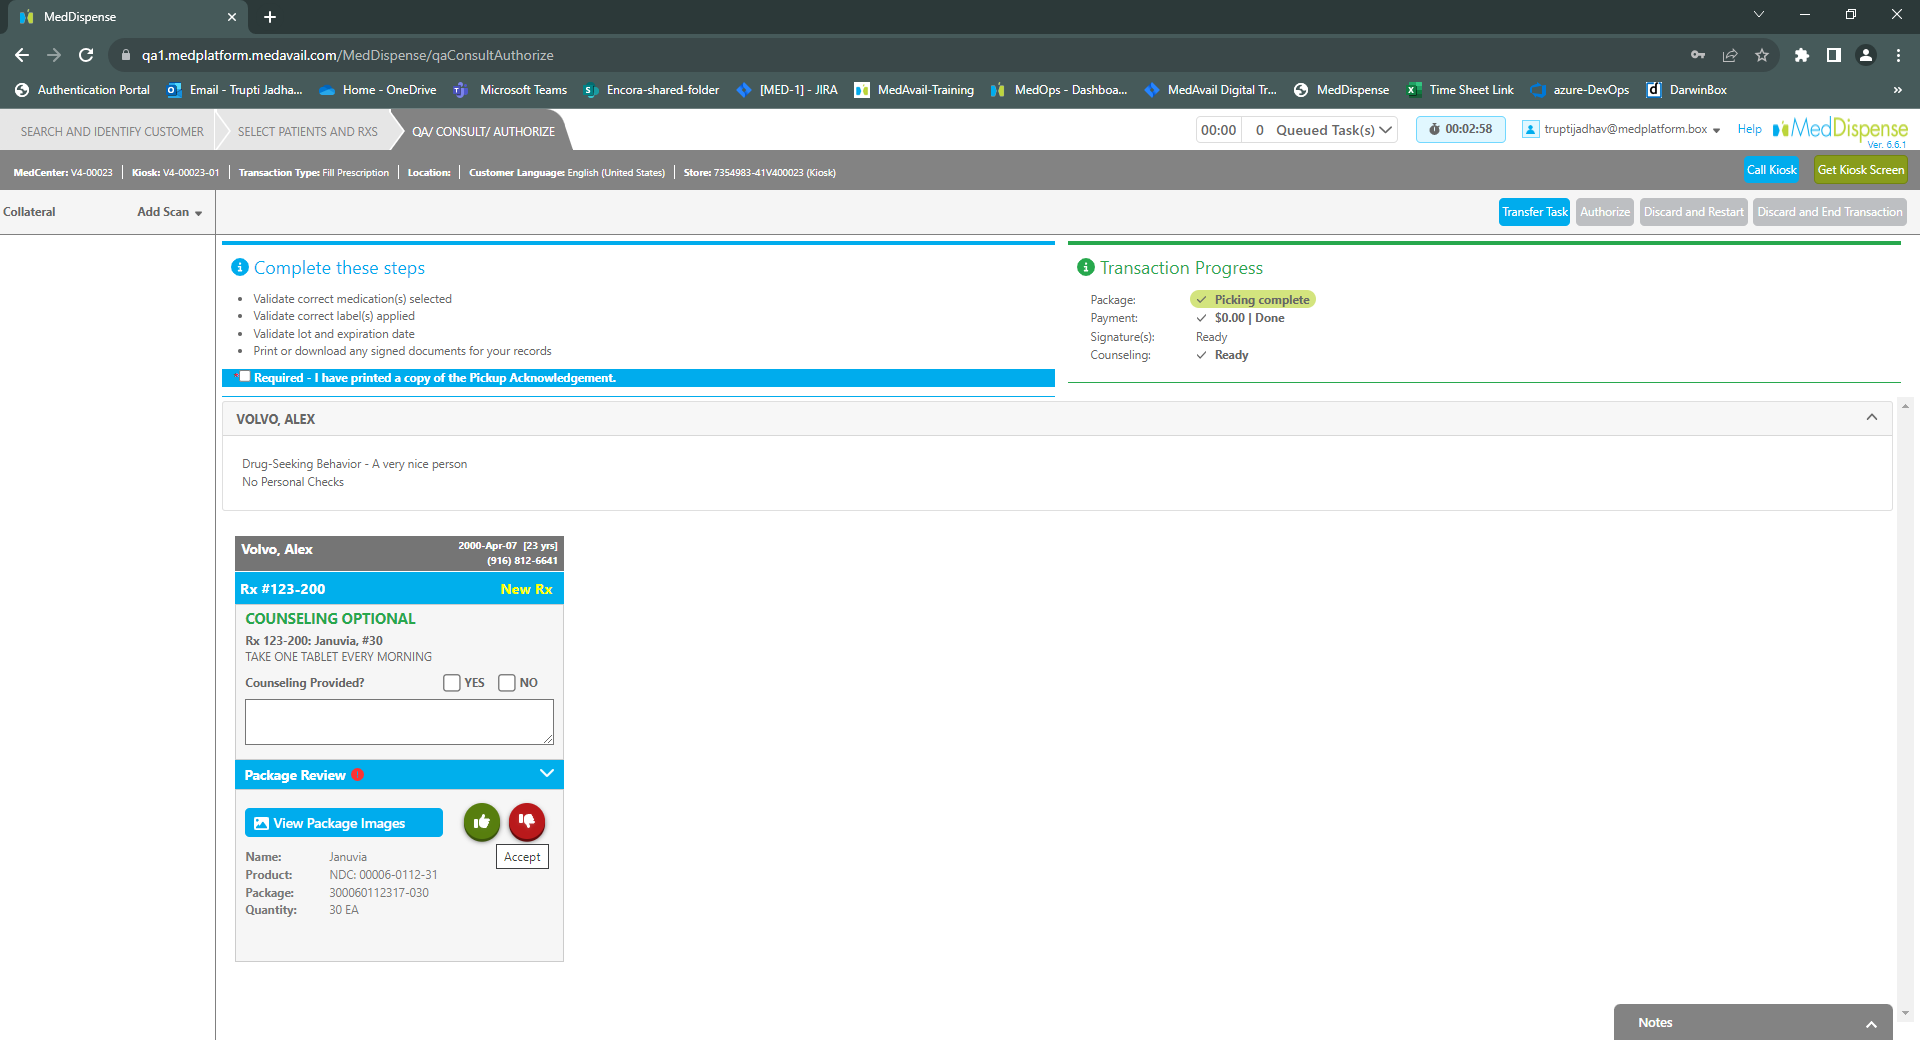 MedDispense
qa1.medplatform.medavail.com/MedDispense/qaConsultAuthorize
Authentication Portal
Email - Trupti Jadha...
Home - OneDrive
Microsoft Teams
Encora-shared-folder
[MED-1] - JIRA
MedAvail-Training
MedOps - Dashboa...
MedAvail Digital Tr...
MedDispense
Time Sheet Link
azure-DevOps
DarwinBox
»
SEARCH AND IDENTIFY CUSTOMER
SELECT PATIENTS AND RXS
QA/ CONSULT/ AUTHORIZE
00:00
0 Queued Task(s)
00:02:58
truptijadhav@medplatform.box
Help
MedDispense
Ver. 6.6.1
MedCenter: V4-00023
Kiosk: V4-00023-01
Transaction Type: Fill Prescription
Location:
Customer Language: English (United States)
Store: 7354983-41V400023 (Kiosk)
Call Kiosk
Get Kiosk Screen
Collateral
Add Scan
Transfer Task
Authorize
Discard and Restart
Discard and End Transaction
Complete these steps
• Validate correct medication(s) selected
• Validate correct label(s) applied
• Validate lot and expiration date
• Print or download any signed documents for your records
* Required - I have printed a copy of the Pickup Acknowledgement.
Transaction Progress
Package: Picking complete
Payment: $0.00 | Done
Signature(s): Ready
Counseling: Ready
VOLVO, ALEX
Drug-Seeking Behavior - A very nice person
No Personal Checks
Volvo, Alex
2000-Apr-07 [23 yrs]
(916) 812-6641
Rx #123-200
New Rx
COUNSELING OPTIONAL
Rx 123-200: Januvia, #30
TAKE ONE TABLET EVERY MORNING
Counseling Provided?
YES
NO
Package Review
View Package Images
Accept
Name: Januvia
Product: NDC: 00006-0112-31
Package: 300060112317-030
Quantity: 30 EA
Notes